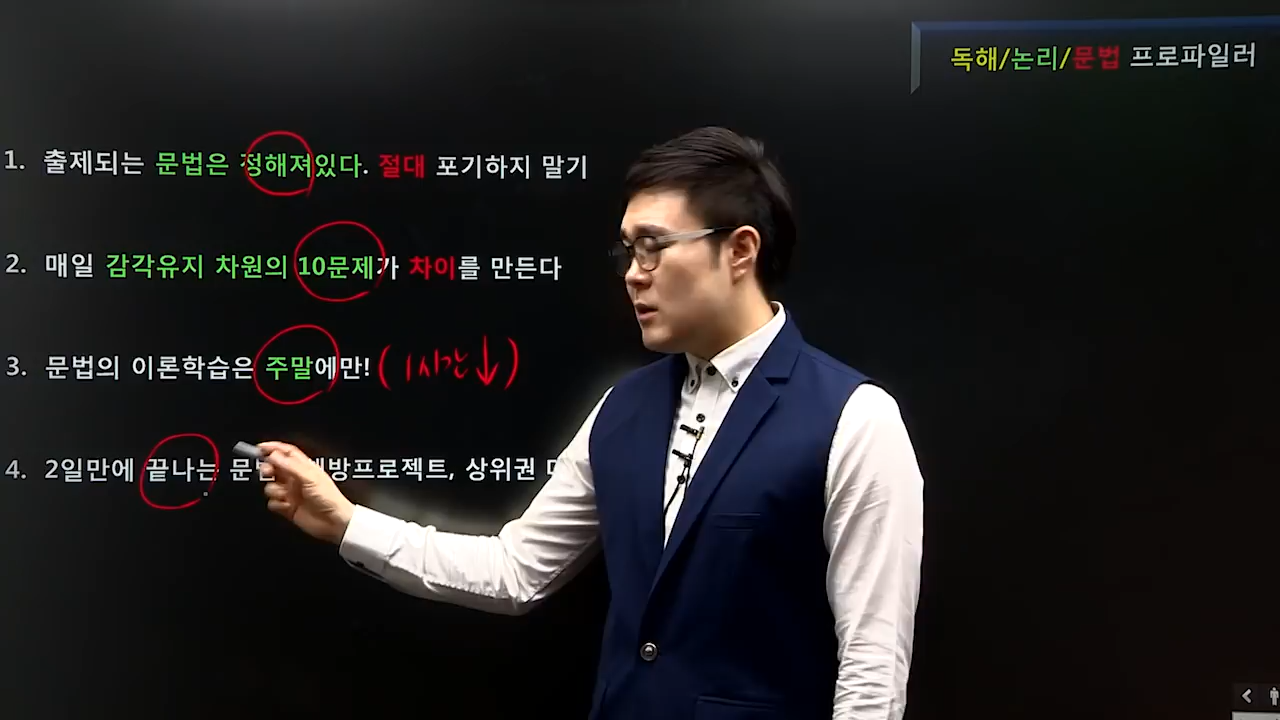 독해/논리/문법 프로파일러
1. 출제되는 문법은 정해져있다. 절대 포기하지 말기
2. 매일 감각유지 차원의 10문제가 차이를 만든다
3. 문법의 이론학습은 주말에만! (1시간↓)
4. 2일만에 끝나는 방프로젝트, 상위권